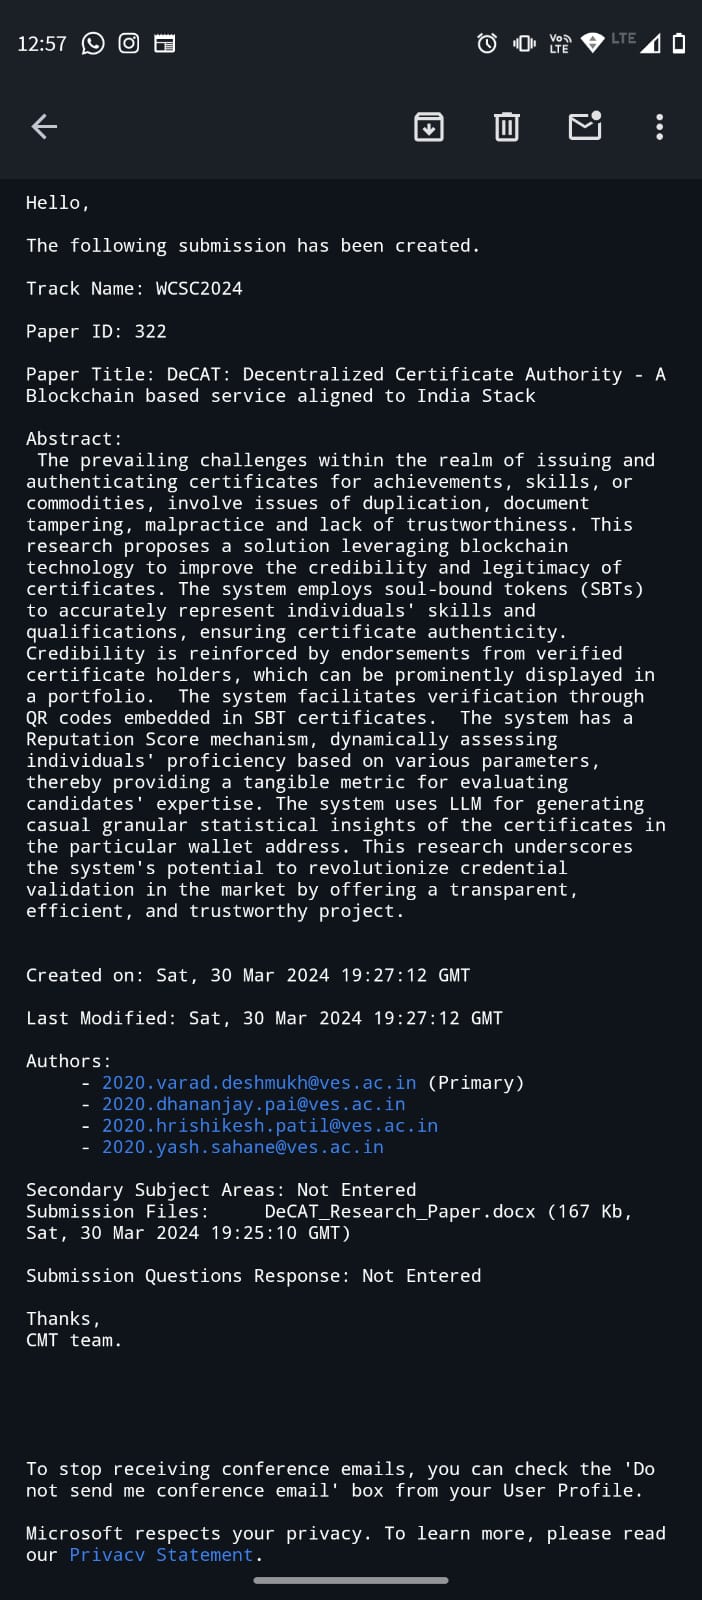 12:57 Vo LTE LTE
Hello,
The following submission has been created.
Track Name: WCSC2024
Paper ID: 322
Paper Title: DeCAT: Decentralized Certificate Authority - A
Blockchain based service aligned to India Stack
Abstract:
The prevailing challenges within the realm of issuing and
authenticating certificates for achievements, skills, or
commodities, involve issues of duplication, document
tampering, malpractice and lack of trustworthiness. This
research proposes a solution leveraging blockchain
technology to improve the credibility and legitimacy of
certificates. The system employs soul-bound tokens (SBTs)
to accurately represent individuals' skills and
qualifications, ensuring certificate authenticity.
Credibility is reinforced by endorsements from verified
certificate holders, which can be prominently displayed in
a portfolio.  The system facilitates verification through
QR codes embedded in SBT certificates.  The system has a
Reputation Score mechanism, dynamically assessing
individuals' proficiency based on various parameters,
thereby providing a tangible metric for evaluating
candidates' expertise. The system uses LLM for generating
casual granular statistical insights of the certificates in
the particular wallet address. This research underscores
the system's potential to revolutionize credential
validation in the market by offering a transparent,
efficient, and trustworthy project.
Created on: Sat, 30 Mar 2024 19:27:12 GMT
Last Modified: Sat, 30 Mar 2024 19:27:12 GMT
Authors:
- 2020.varad.deshmukh@ves.ac.in (Primary)
- 2020.dhananjay.pai@ves.ac.in
- 2020.hrishikesh.patil@ves.ac.in
- 2020.yash.sahane@ves.ac.in
Secondary Subject Areas: Not Entered
Submission Files:     DeCAT_Research_Paper.docx (167 Kb,
Sat, 30 Mar 2024 19:25:10 GMT)
Submission Questions Response: Not Entered
Thanks,
CMT team.
To stop receiving conference emails, you can check the 'Do
not send me conference email' box from your User Profile.
Microsoft respects your privacy. To learn more, please read
our Privacy Statement.